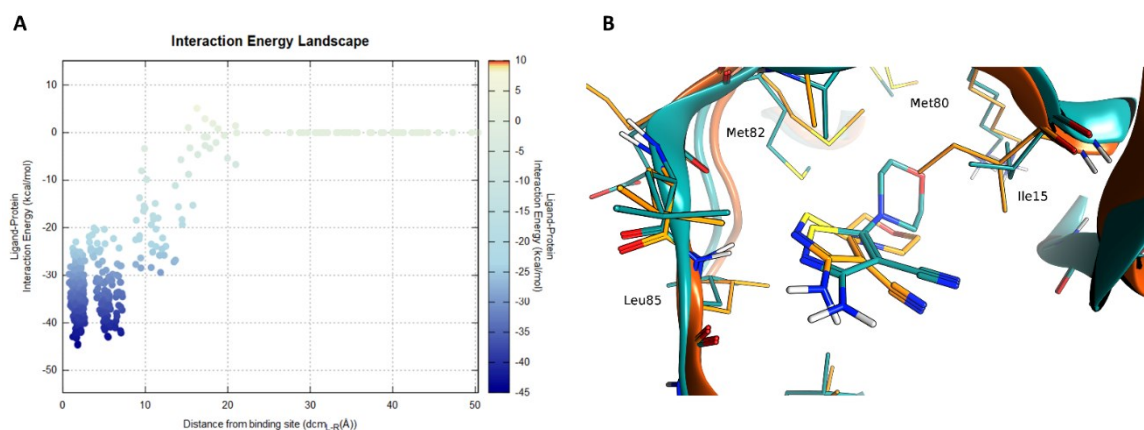 A
B
Interaction Energy Landscape
Ligand-Protein
Interaction Energy (kcal/mol)
10
0
-10
-20
-30
-40
-50
0
10
20
30
40
50
Distance from binding site (dcm L-R(Å))
10
5
0
-5
-10
-15
-20
-25
-30
-35
-40
-45
Ligand-Protein
Interaction Energy (kcal/mol)
Met80
Met82
Ile15
Leu85